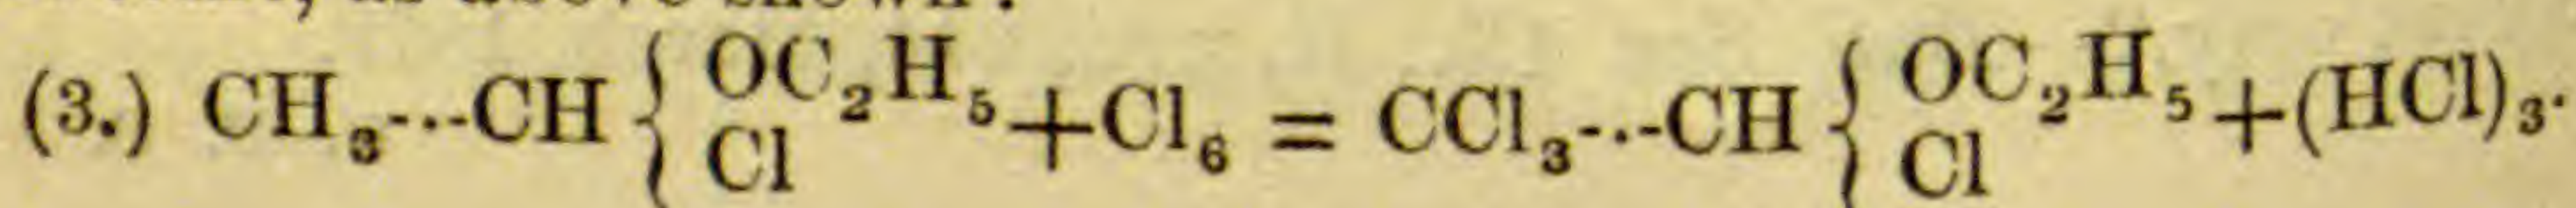 (3.) CH₃---CH { OC₂H₅ Cl +Cl₆ = CCl₃---CH { OC₂H₅ Cl +(HCl)₃.